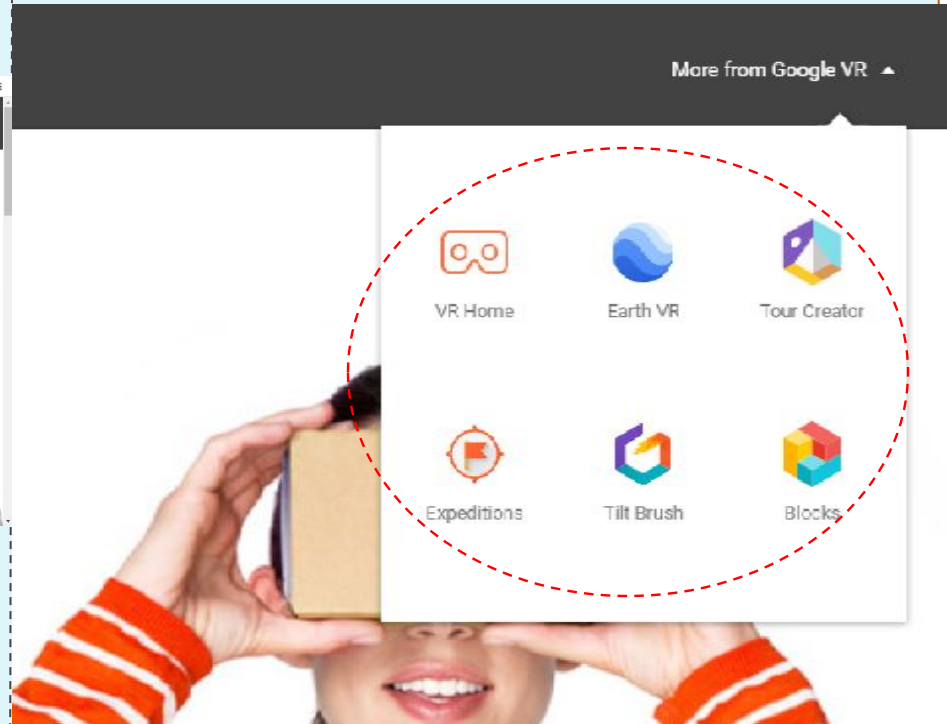 More from Google VR
VR Home
Earth VR
Tour Creator
Expeditions
Tilt Brush
Blocks